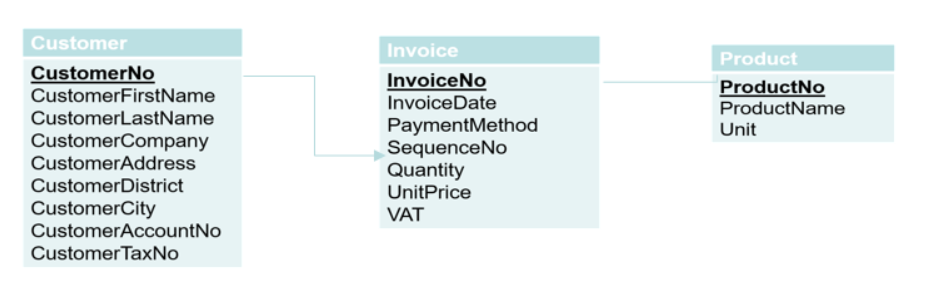 Customer
CustomerNo
CustomerFirstName
CustomerLastName
CustomerCompany
CustomerAddress
CustomerDistrict
CustomerCity
CustomerAccountNo
CustomerTaxNo
Invoice
InvoiceNo
InvoiceDate
PaymentMethod
SequenceNo
Quantity
UnitPrice
VAT
Product
ProductNo
ProductName
Unit